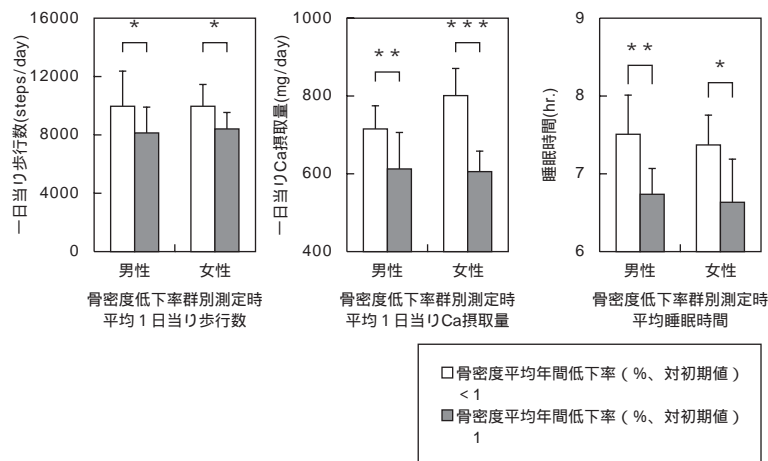 一日当り歩行数(steps/day)
16000
12000
8000
4000
0
*
*
男性 女性
骨密度低下率群別測定時
平均1日当り歩行数
一日当りCa摂取量(mg/day)
1000
800
600
400
**
***
男性 女性
骨密度低下率群別測定時
平均1日当りCa摂取量
睡眠時間(hr.)
9
8
7
6
**
*
男性 女性
骨密度低下率群別測定時
平均睡眠時間
骨密度平均年間低下率(%、対初期値)
<1
骨密度平均年間低下率(%、対初期値)
1